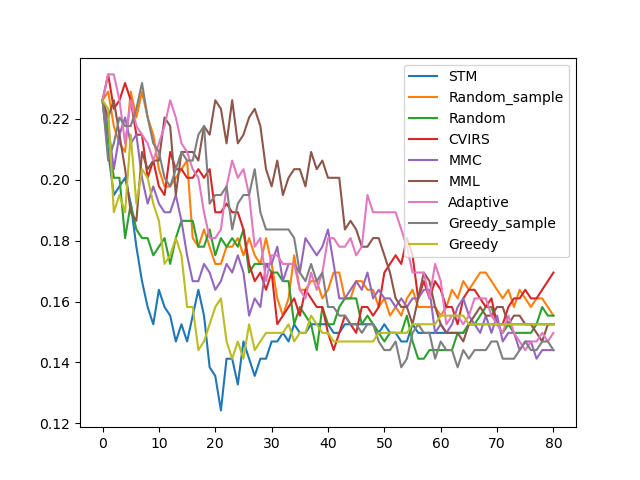 STM
Random_sample
Random
CVIRS
MMC
MML
Adaptive
Greedy_sample
Greedy
0.22
0.20
0.18
0.16
0.14
0.12
0 10 20 30 40 50 60 70 80